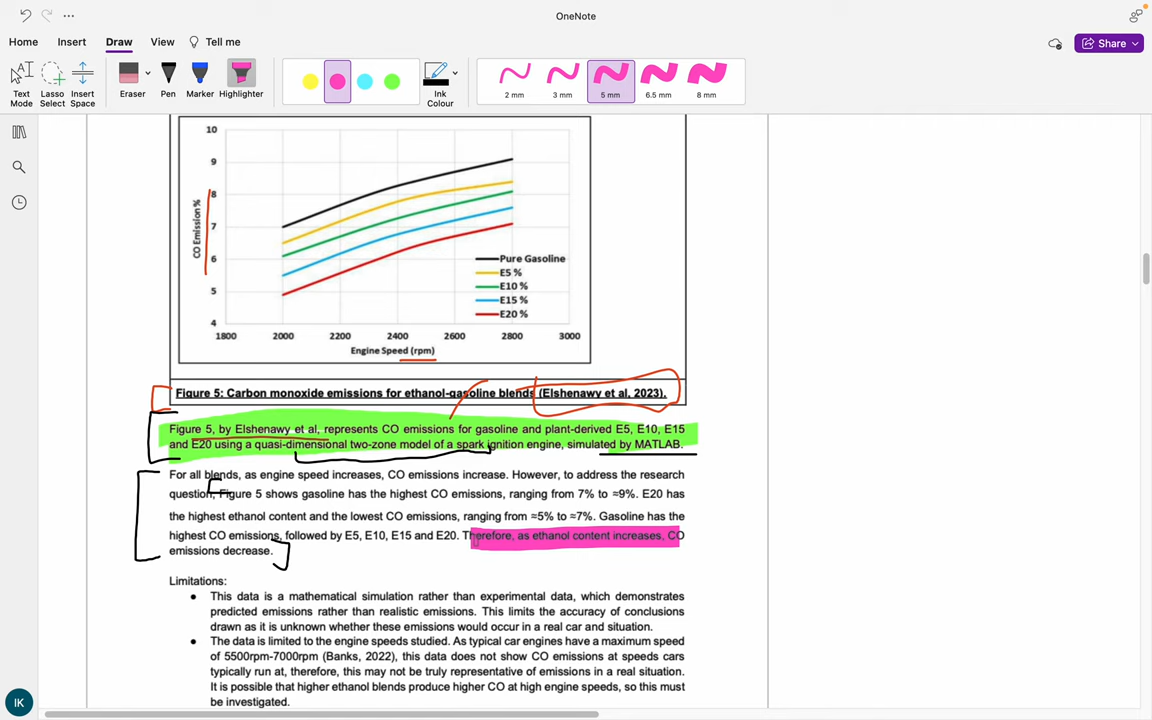 OneNote
Home Insert Draw View Tell me
Share
Text Mode
Lasso Select
Insert Space
Eraser
Pen
Marker
Highlighter
Ink Colour
2 mm 3 mm 5 mm 6.5 mm 8 mm
10
9
8
7
6
5
4
CO Emission %
Pure Gasoline
E5 %
E10 %
E15 %
E20 %
1800 2000 2200 2400 2600 2800 3000
Engine Speed (rpm)
Figure 5: Carbon monoxide emissions for ethanol-gasoline blends (Elshenawy et al, 2023).
Figure 5, by Elshenawy et al, represents CO emissions for gasoline and plant-derived E5, E10, E15
and E20 using a quasi-dimensional two-zone model of a spark ignition engine, simulated by MATLAB.
For all blends, as engine speed increases, CO emissions increase. However, to address the research
question, Figure 5 shows gasoline has the highest CO emissions, ranging from 7% to ≈9%. E20 has
the highest ethanol content and the lowest CO emissions, ranging from ≈5% to ≈7%. Gasoline has the
highest CO emissions, followed by E5, E10, E15 and E20. Therefore, as ethanol content increases, CO
emissions decrease.
Limitations:
● This data is a mathematical simulation rather than experimental data, which demonstrates
predicted emissions rather than realistic emissions. This limits the accuracy of conclusions
drawn as it is unknown whether these emissions would occur in a real car and situation.
● The data is limited to the engine speeds studied. As typical car engines have a maximum speed
of 5500rpm-7000rpm (Banks, 2022), this data does not show CO emissions at speeds cars
typically run at, therefore, this may not be truly representative of emissions in a real situation.
It is possible that higher ethanol blends produce higher CO at high engine speeds, so this must
be investigated.
IK